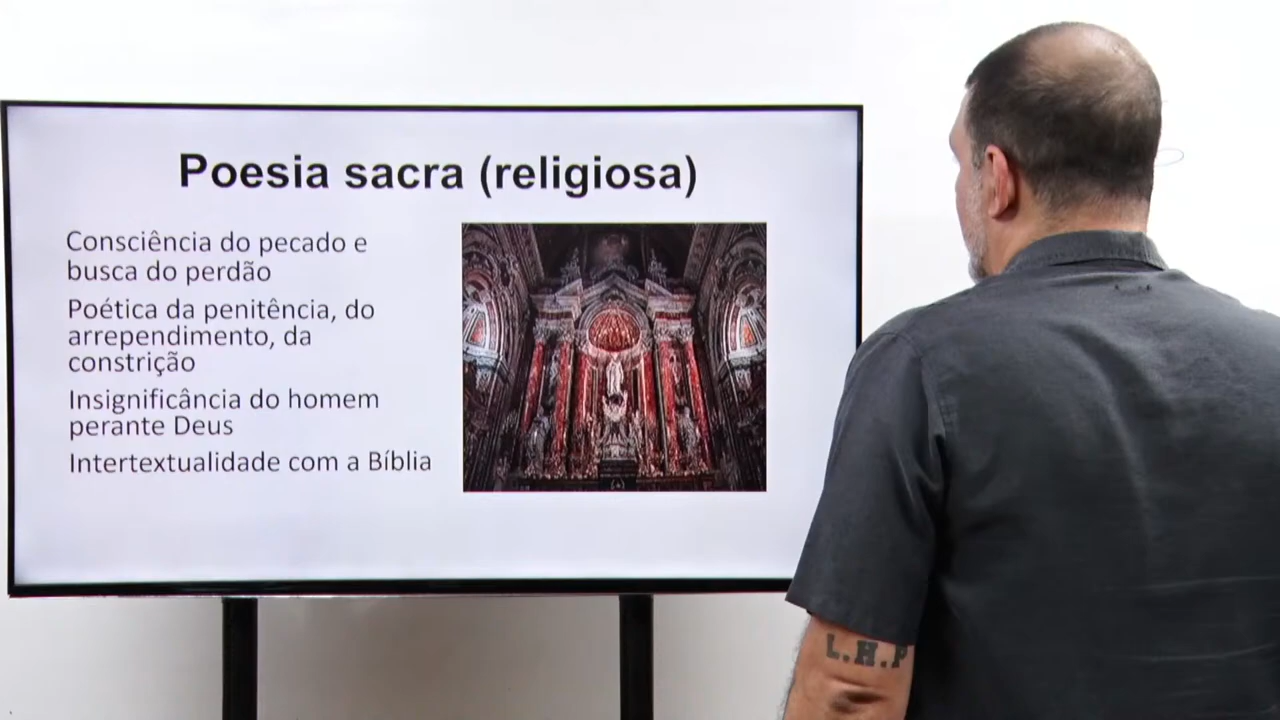 Poesia sacra (religiosa)
Consciência do pecado e
busca do perdão
Poética da penitência, do
arrependimento, da
constrição
Insignificância do homem
perante Deus
Intertextualidade com a Bíblia
L.H.P